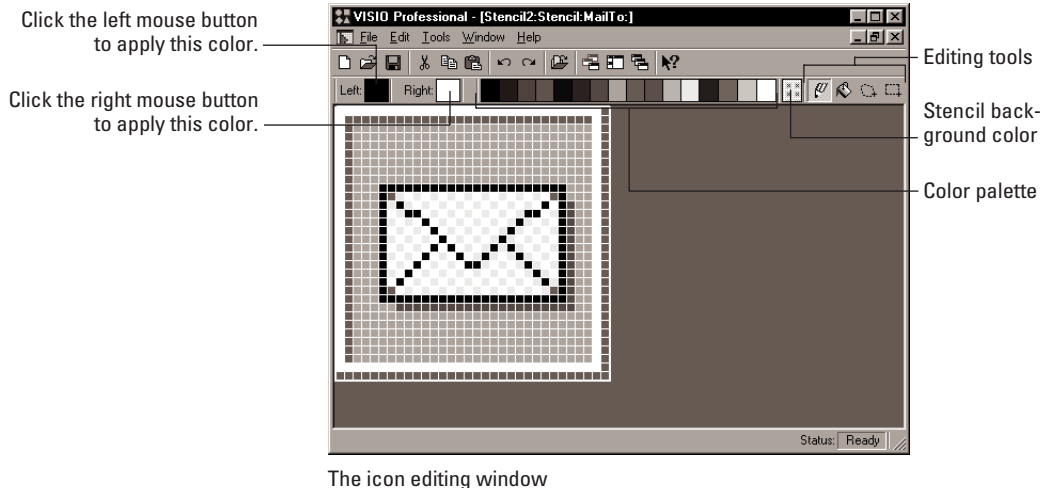 Click the left mouse button
to apply this color.
Click the right mouse button
to apply this color.
VISIO Professional - [Stencil2:Stencil:MailTo:]
File Edit Tools Window Help
Left: Right:
Editing tools
Stencil back-
ground color
Color palette
Status: Ready
The icon editing window